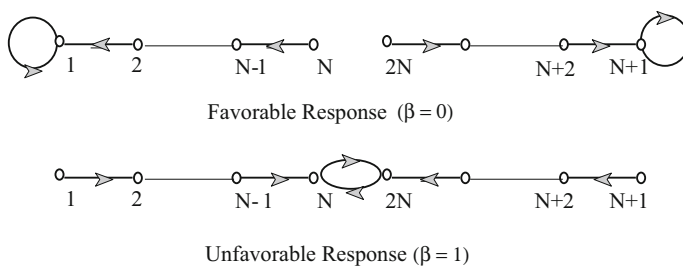 1 2 N-1 N 2N N+2 N+1
Favorable Response (β = 0)
1 2 N- 1 N 2N N+2 N+1
Unfavorable Response (β = 1)